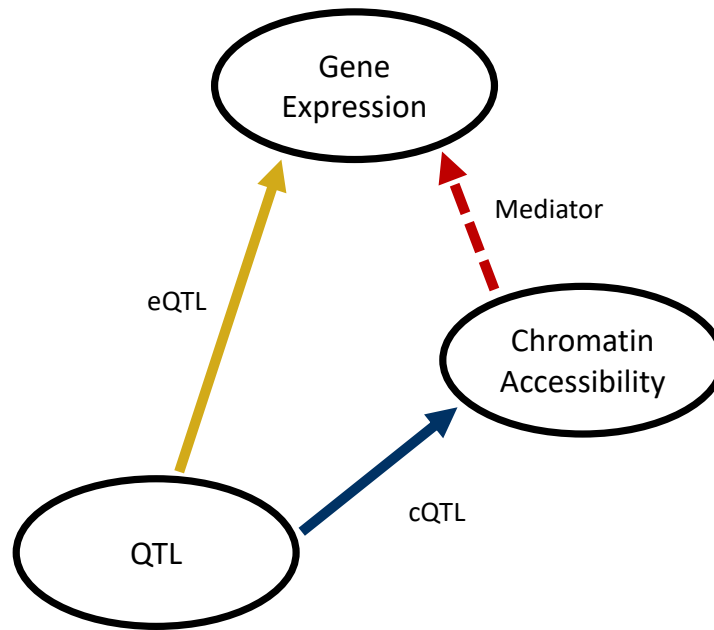 Gene
Expression
Mediator
eQTL
Chromatin
Accessibility
cQTL
QTL